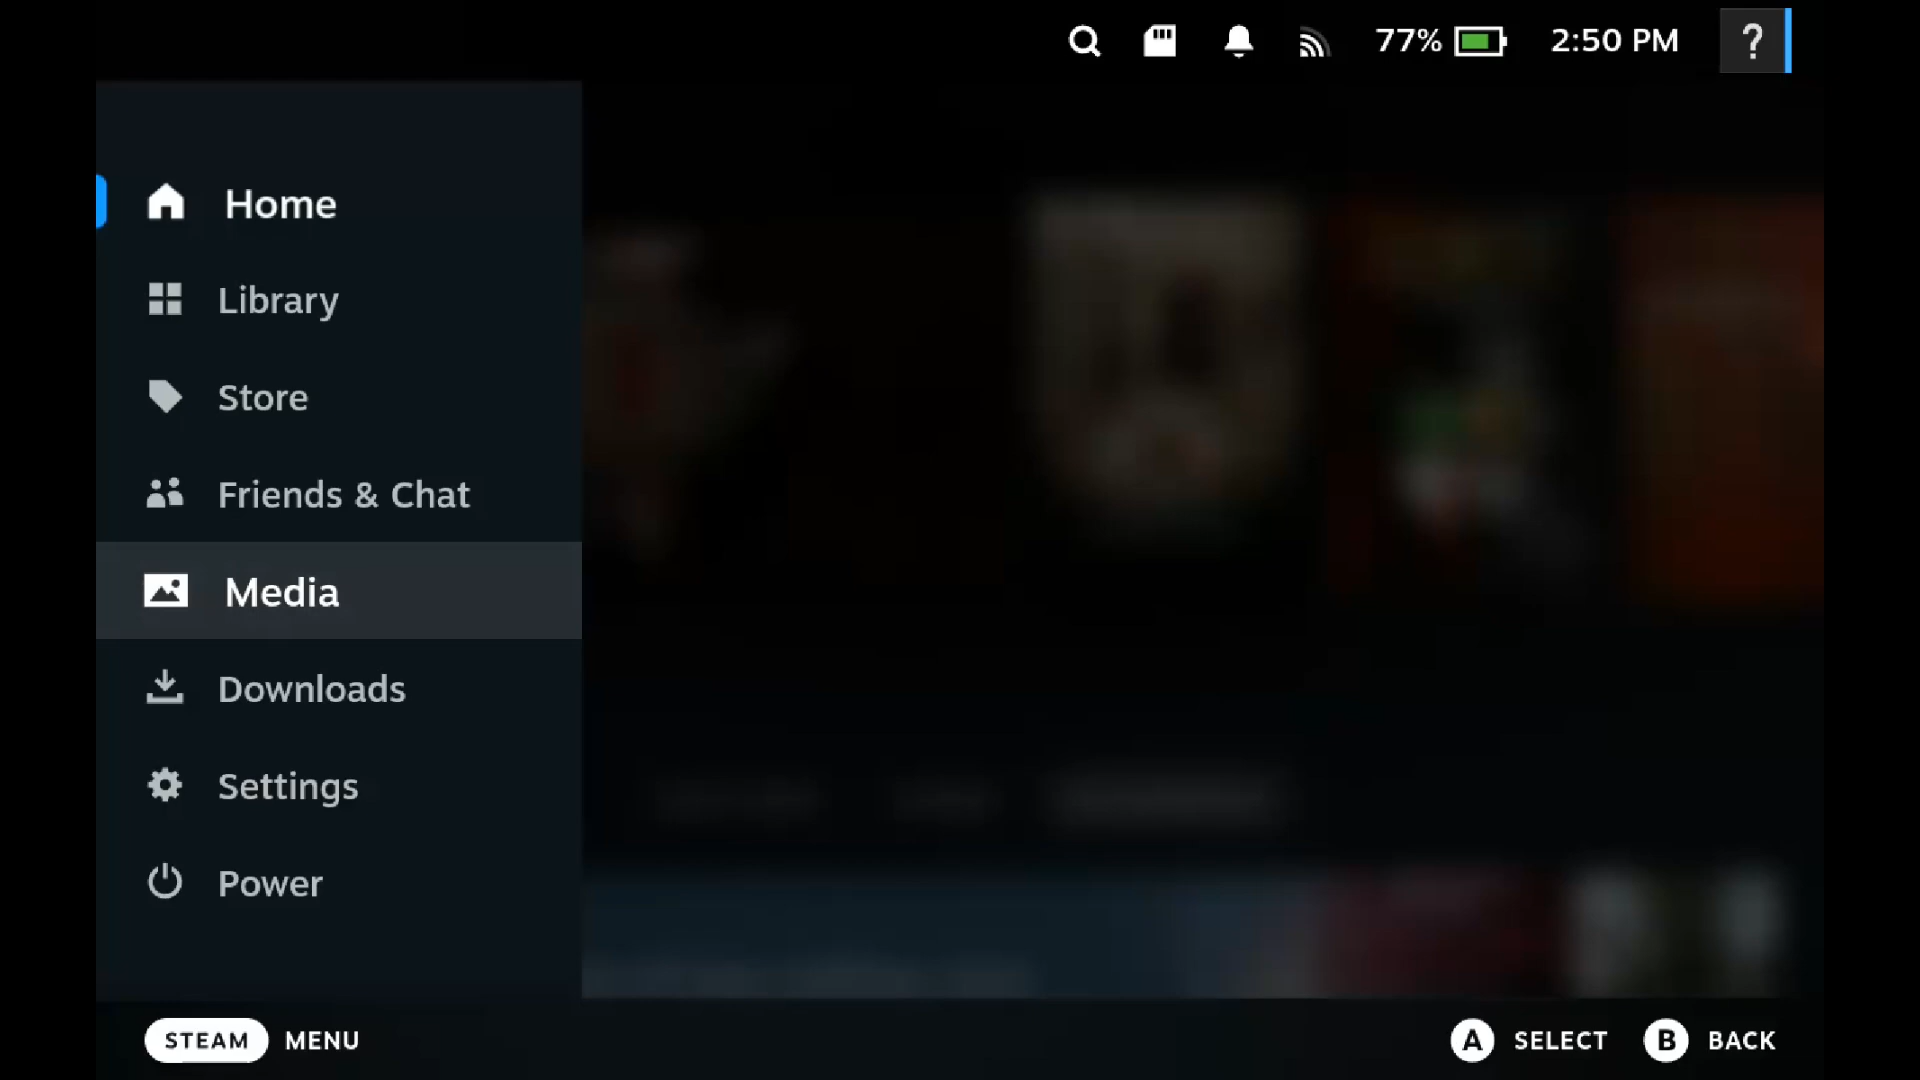 77% 2:50 PM ?
Home
Library
Store
Friends & Chat
Media
Downloads
Settings
Power
STEAM MENU A SELECT B BACK